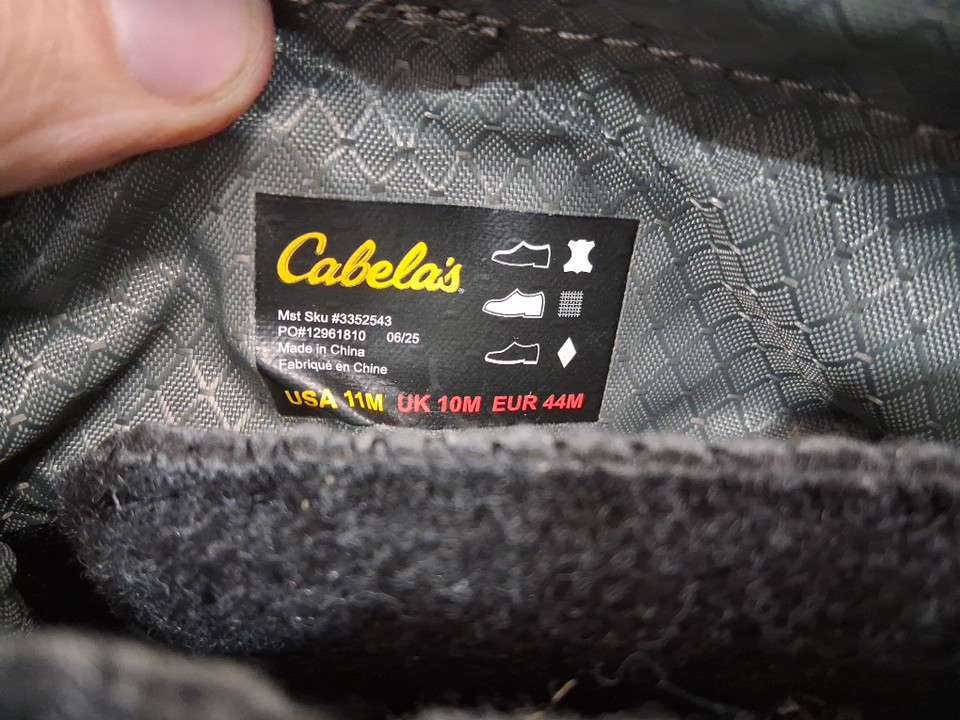 Cabela's
Mst Sku #3352543
PO#12961810 06/25
Made in China
Fabriqué en Chine
USA 11M UK 10M EUR 44M